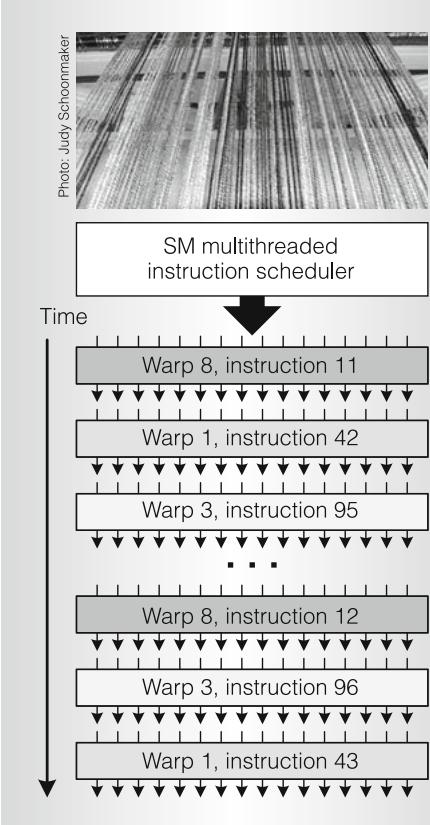 Photo: Judy Schoonmaker
SM multithreaded
instruction scheduler
Time
Warp 8, instruction 11
Warp 1, instruction 42
Warp 3, instruction 95
. . .
Warp 8, instruction 12
Warp 3, instruction 96
Warp 1, instruction 43